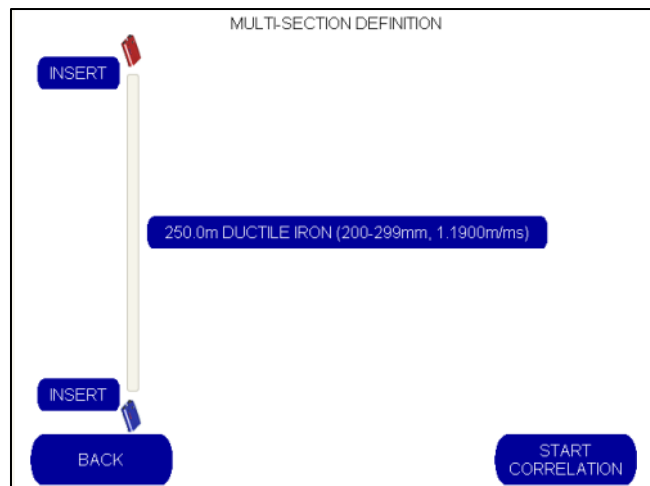 MULTI-SECTION DEFINITION
INSERT
250.0m DUCTILE IRON (200-299mm, 1.1900m/ms)
INSERT
BACK
START
CORRELATION